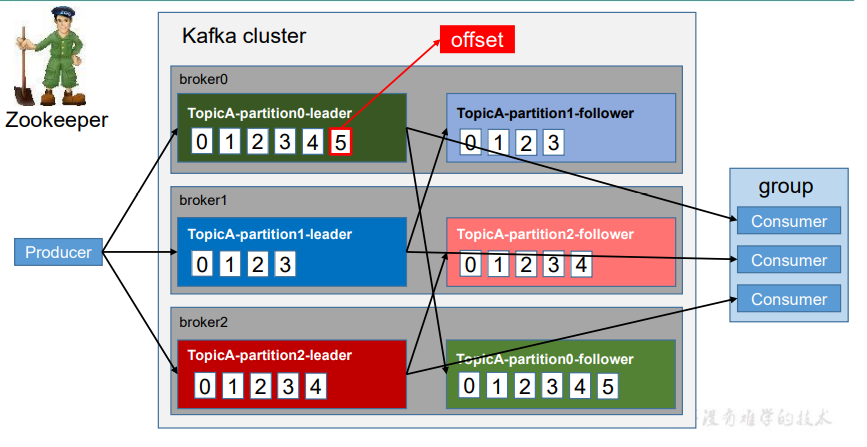 Kafka cluster
offset
Zookeeper
broker0
TopicA-partition0-leader
0 1 2 3 4 5
TopicA-partition1-follower
0 1 2 3
broker1
TopicA-partition1-leader
0 1 2 3
TopicA-partition2-follower
0 1 2 3 4
broker2
TopicA-partition2-leader
0 1 2 3 4
TopicA-partition0-follower
0 1 2 3 4 5
Producer
group
Consumer
Consumer
Consumer
没有难学的技术